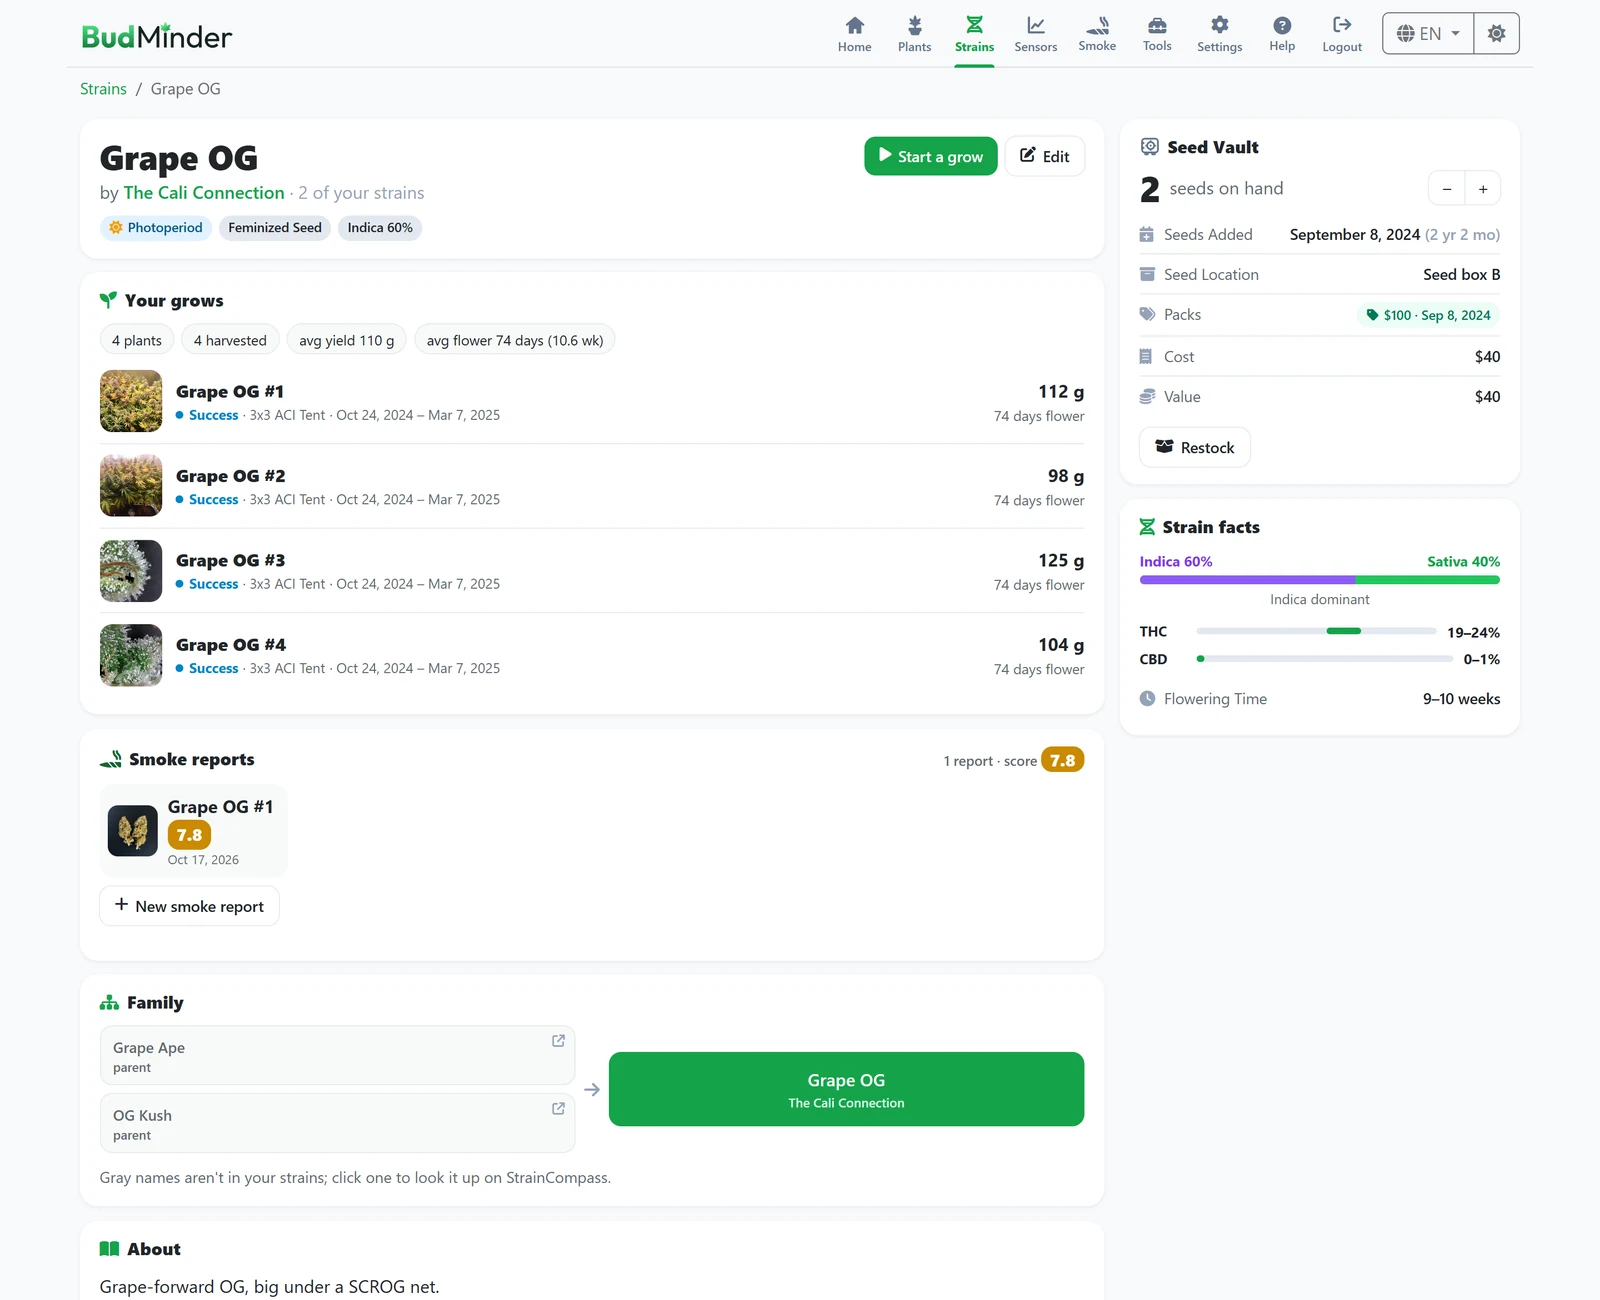 BudMinder
Home
Plants
Strains
Sensors
Smoke
Tools
Settings
Help
Logout
EN
Strains / Grape OG
Grape OG
by The Cali Connection · 2 of your strains
Photoperiod
Feminized Seed
Indica 60%
Start a grow
Edit
Your grows
4 plants
4 harvested
avg yield 110 g
avg flower 74 days (10.6 wk)
Grape OG #1
Success · 3x3 ACI Tent · Oct 24, 2024 – Mar 7, 2025
112 g
74 days flower
Grape OG #2
Success · 3x3 ACI Tent · Oct 24, 2024 – Mar 7, 2025
98 g
74 days flower
Grape OG #3
Success · 3x3 ACI Tent · Oct 24, 2024 – Mar 7, 2025
125 g
74 days flower
Grape OG #4
Success · 3x3 ACI Tent · Oct 24, 2024 – Mar 7, 2025
104 g
74 days flower
Smoke reports
1 report · score 7.8
Grape OG #1
7.8
Oct 17, 2026
+ New smoke report
Family
Grape Ape
parent
OG Kush
parent
Grape OG
The Cali Connection
Gray names aren't in your strains; click one to look it up on StrainCompass.
About
Grape-forward OG, big under a SCROG net.
Seed Vault
2 seeds on hand
− +
Seeds Added September 8, 2024 (2 yr 2 mo)
Seed Location Seed box B
Packs $100 · Sep 8, 2024
Cost $40
Value $40
Restock
Strain facts
Indica 60% Sativa 40%
Indica dominant
THC 19–24%
CBD 0–1%
Flowering Time 9–10 weeks